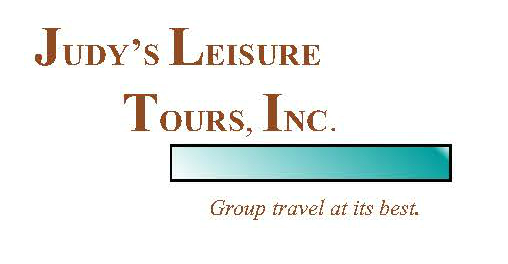 Judy's Leisure
Tours, Inc.
Group travel at its best.